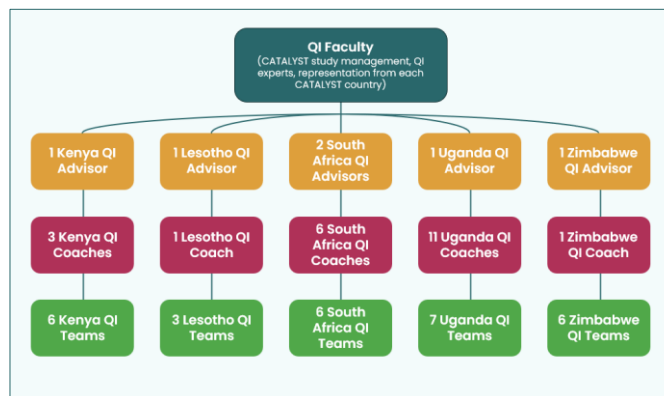 QI Faculty
(CATALYST study management, QI
experts, representation from each
CATALYST country)
1 Kenya QI
Advisor
1 Lesotho QI
Advisor
2 South
Africa QI
Advisors
1 Uganda QI
Advisor
1 Zimbabwe
QI Advisor
3 Kenya QI
Coaches
1 Lesotho QI
Coach
6 South
Africa QI
Coaches
11 Uganda QI
Coaches
1 Zimbabwe
QI Coach
6 Kenya QI
Teams
3 Lesotho QI
Teams
6 South
Africa QI
Teams
7 Uganda QI
Teams
6 Zimbabwe
QI Teams